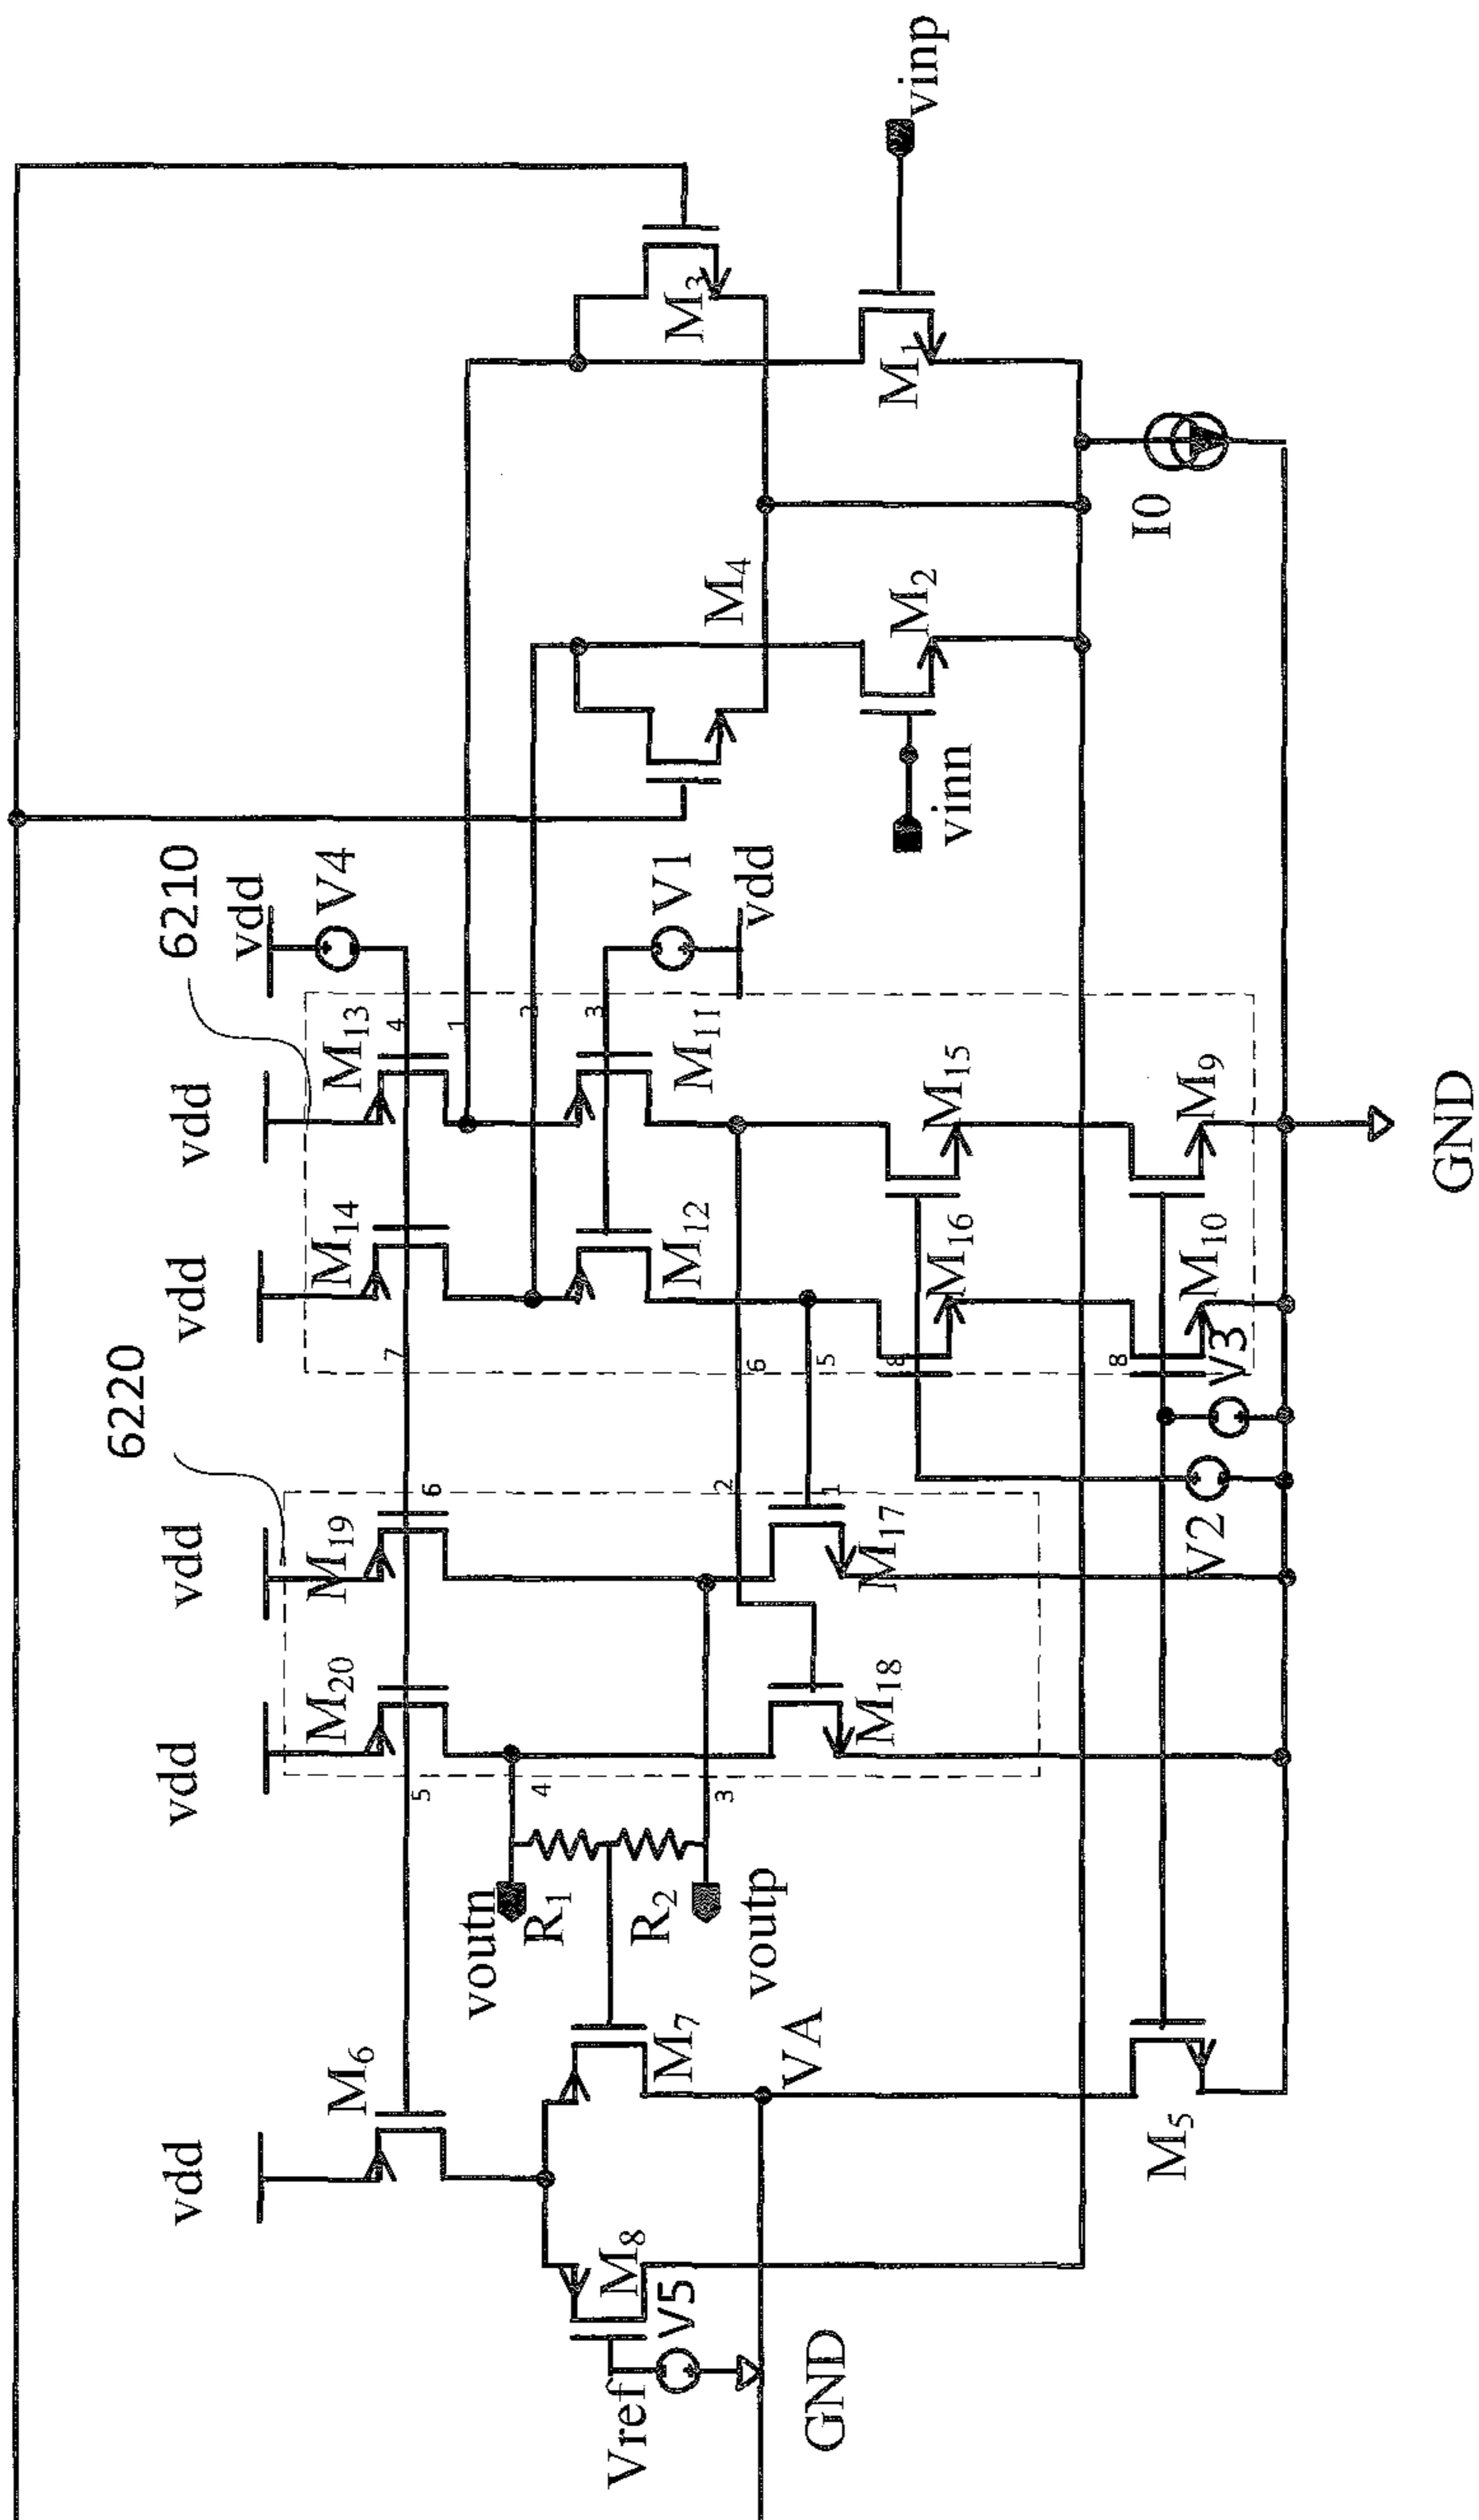 6220
6210
vdd
vdd
vdd
vdd
vdd
vdd
M6
M20
M19
M14
M13
V4
5
6
7
4
1
2
3
voutn
4
R1
R2
3
voutp
2
6
5
1
M8
Vref
V5
M7
VA
GND
M18
M17
M12
M11
V1
vdd
M4
M3
M16
M15
8
8
vinn
M2
M1
vinp
M5
V2
V3
M10
M9
I0
GND